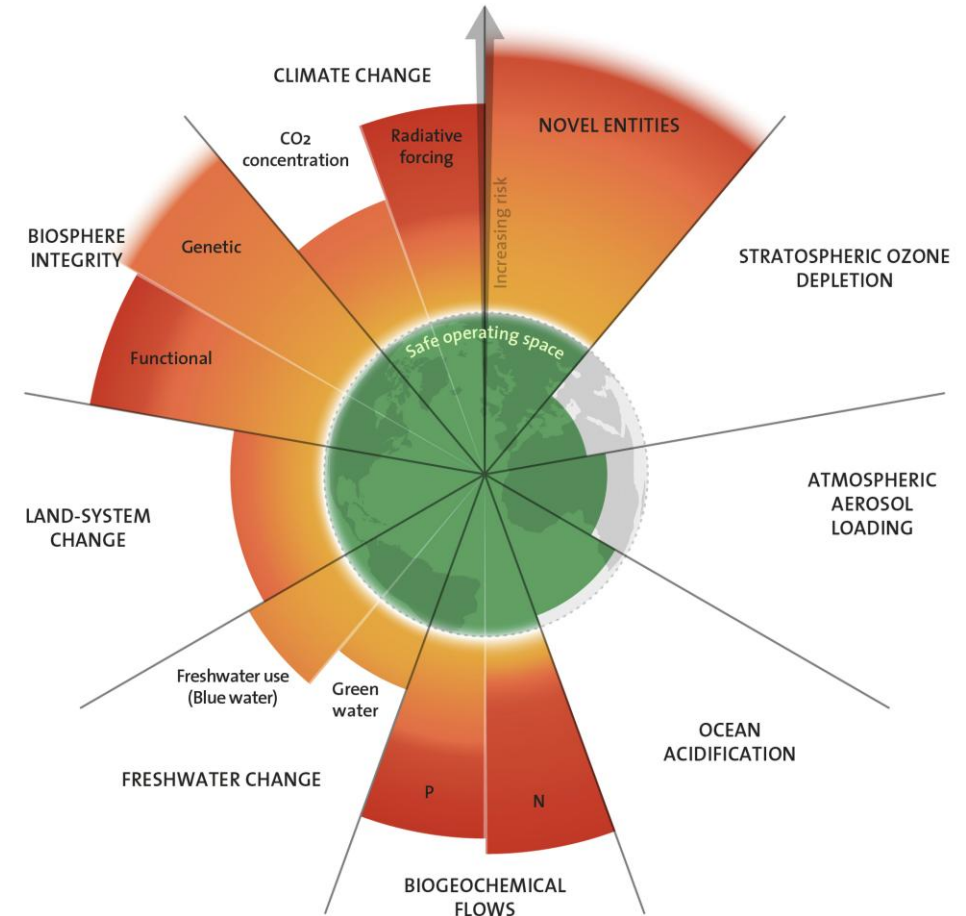 CLIMATE CHANGE
CO2
concentration
Radiative
forcing
NOVEL ENTITIES
Increasing risk
BIOSPHERE
INTEGRITY
Genetic
Functional
STRATOSPHERIC OZONE
DEPLETION
Safe operating space
LAND-SYSTEM
CHANGE
ATMOSPHERIC
AEROSOL
LOADING
Freshwater use
(Blue water)
Green
water
FRESHWATER CHANGE
OCEAN
ACIDIFICATION
P
N
BIOGEOCHEMICAL
FLOWS